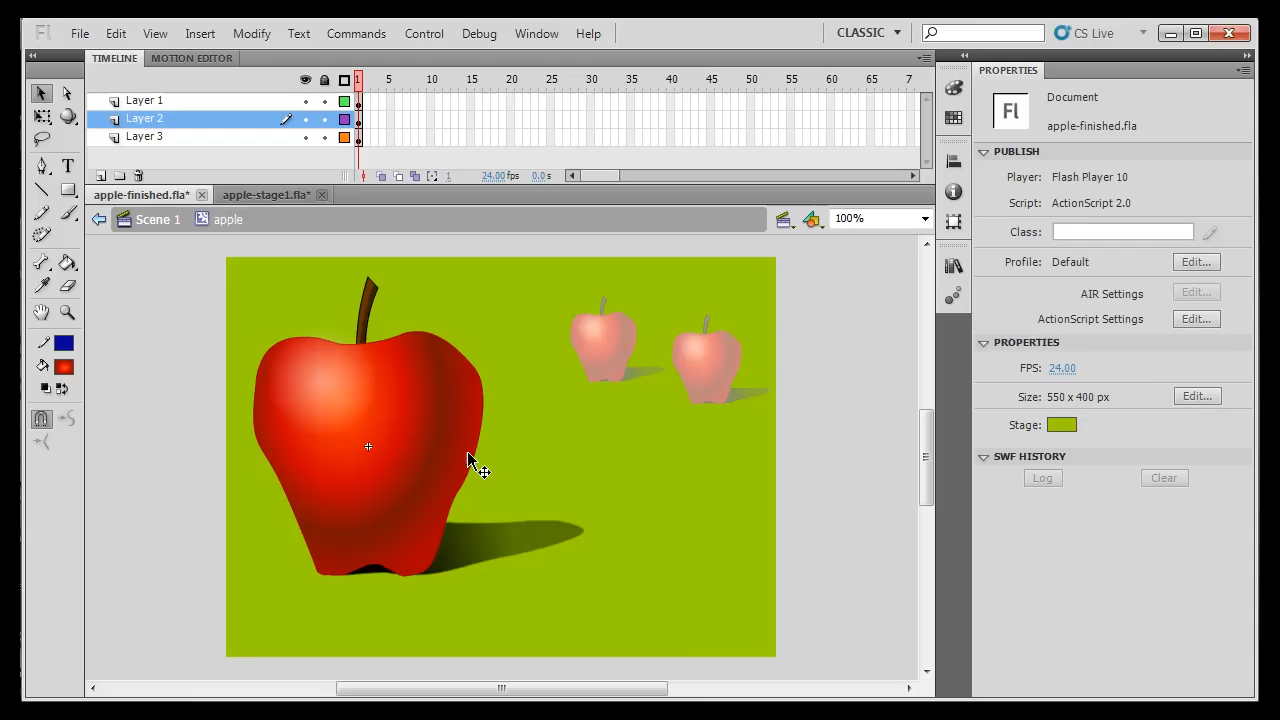 Fl File Edit View Insert Modify Text Commands Control Debug Window Help CLASSIC CS Live
TIMELINE MOTION EDITOR
1 5 10 15 20 25 30 35 40 45 50 55 60 65 7
Layer 1
Layer 2
Layer 3
1 24.00 fps 0.0 s
apple-finished.fla* apple-stage1.fla*
Scene 1 apple 100%
T
PROPERTIES
Fl
Document
apple-finished.fla
PUBLISH
Player: Flash Player 10
Script: ActionScript 2.0
Class:
Profile: Default Edit...
AIR Settings Edit...
ActionScript Settings Edit...
PROPERTIES
FPS: 24.00
Size: 550 x 400 px Edit...
Stage:
SWF HISTORY
Log Clear